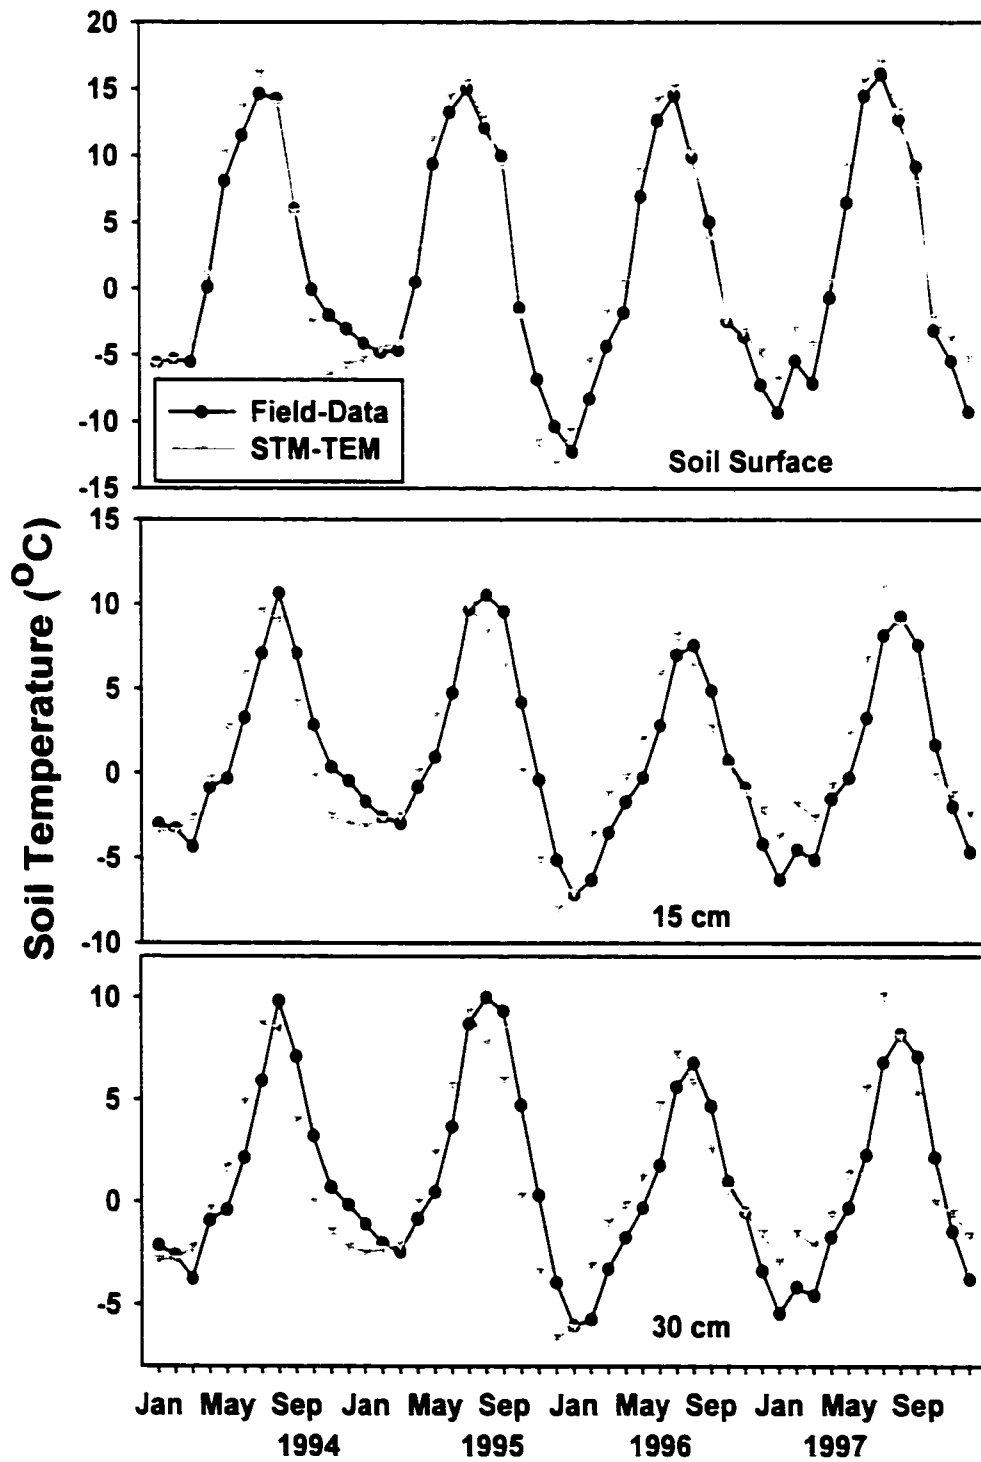 Soil Temperature (°C)
20
15
10
5
0
-5
-10
-15
Field-Data
STM-TEM
Soil Surface
15
10
5
0
-5
-10
15 cm
10
5
0
-5
30 cm
Jan May Sep Jan May Sep Jan May Sep Jan May Sep
1994 1995 1996 1997